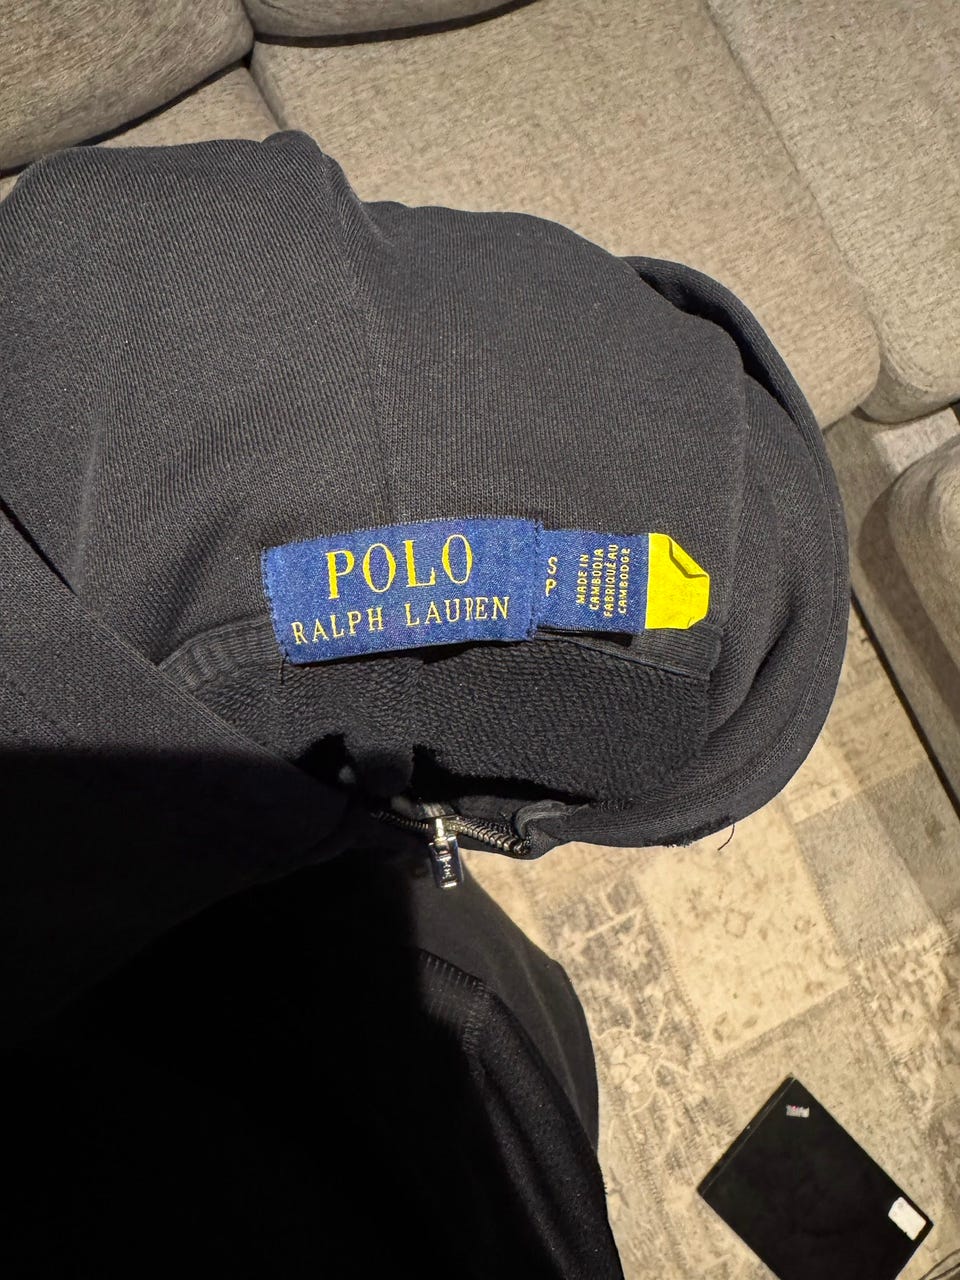 POLO
RALPH LAUREN
S
P
MADE IN
CAMBODIA
FABRIQUÉ AU
CAMBODGE